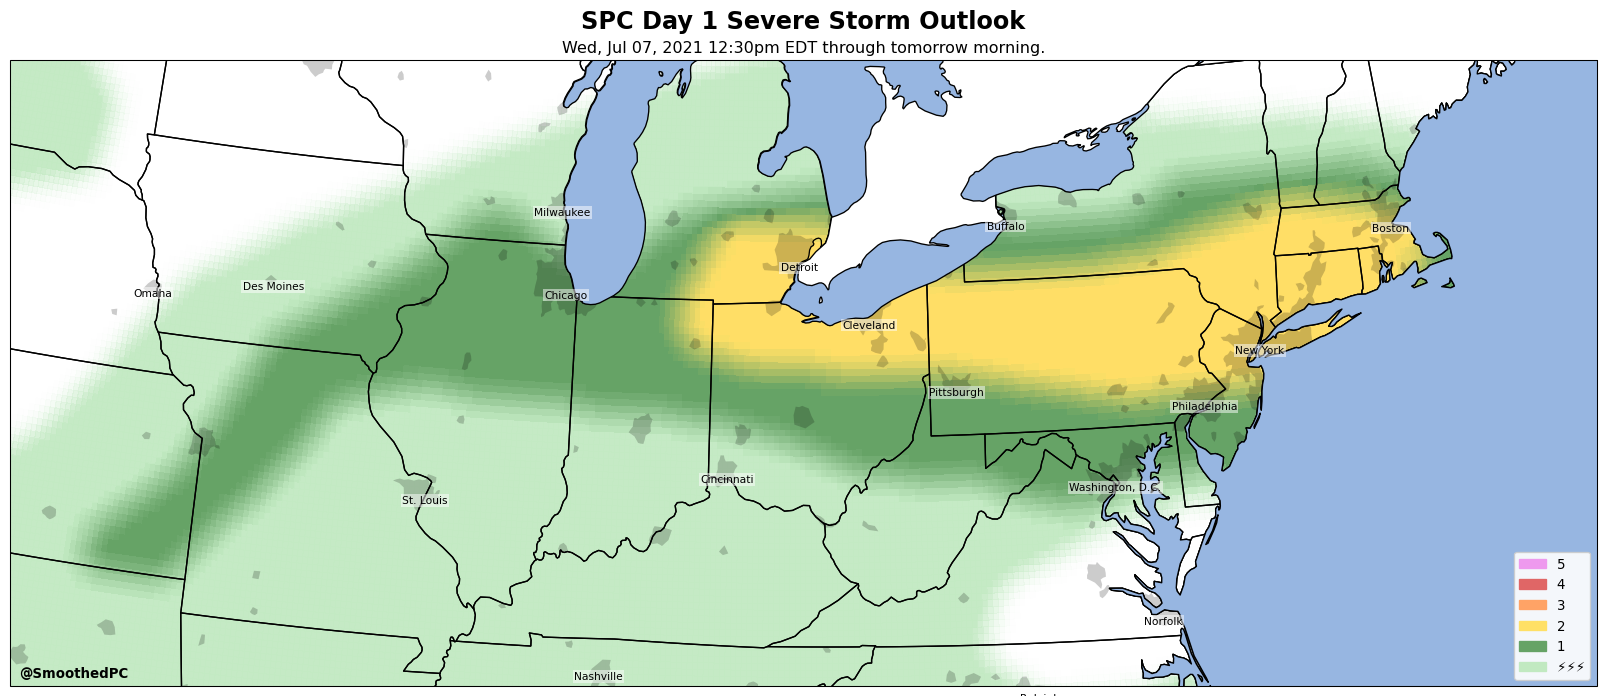 SPC Day 1 Severe Storm Outlook
Wed, Jul 07, 2021 12:30pm EDT through tomorrow morning.
Milwaukee
Buffalo
Boston
Detroit
Omaha
Des Moines
Chicago
Cleveland
New York
Pittsburgh
Philadelphia
Cincinnati
Washington, D.C.
St. Louis
Norfolk
Nashville
5
4
3
2
1
⚡⚡⚡
@SmoothedPC